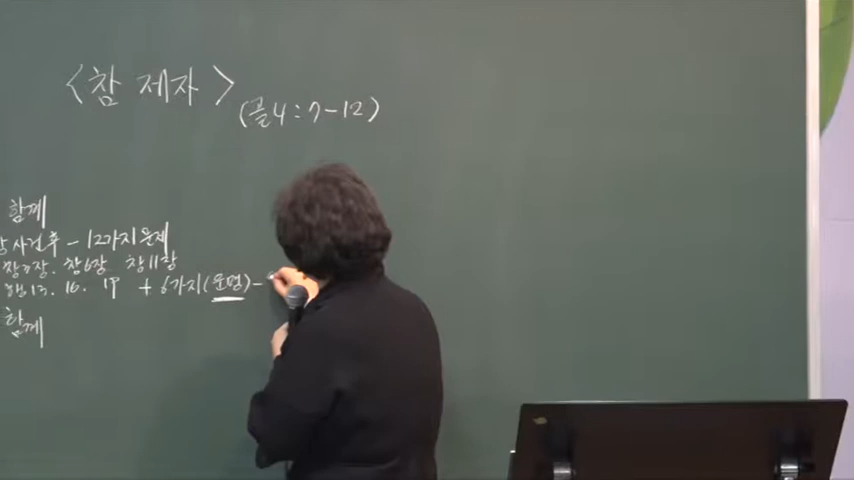 <참 제자>
(골4:7-12)
함께
사건후 - 12가지문제
창3장. 창6장 창11장
행13. 16. 19 + 6가지(운명)-
함께